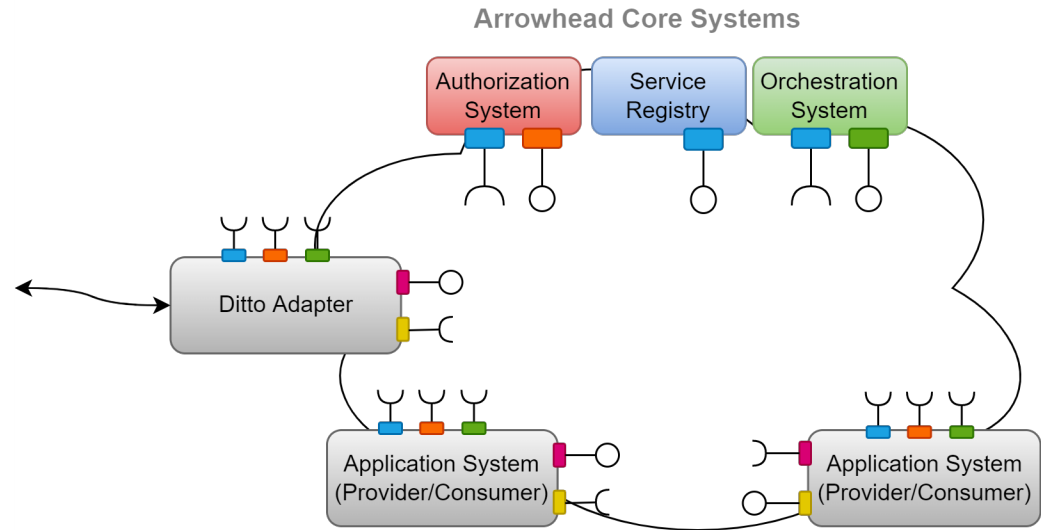 Arrowhead Core Systems
Authorization
System
Service
Registry
Orchestration
System
Ditto Adapter
Application System
(Provider/Consumer)
Application System
(Provider/Consumer)